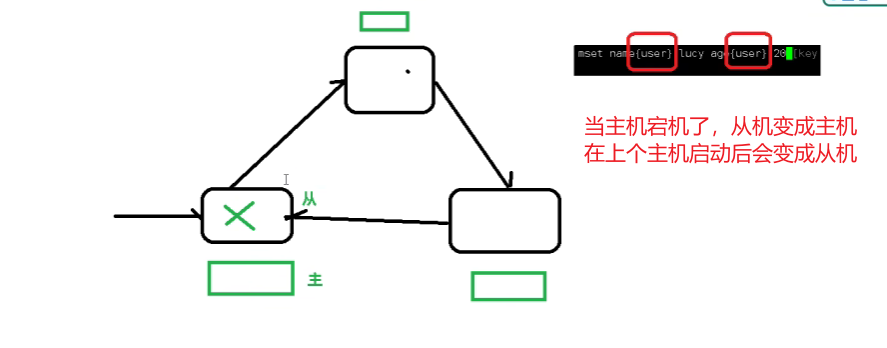 mset name{user} lucy age{user} 20 [key
当主机宕机了，从机变成主机
在上个主机启动后会变成从机
从
主